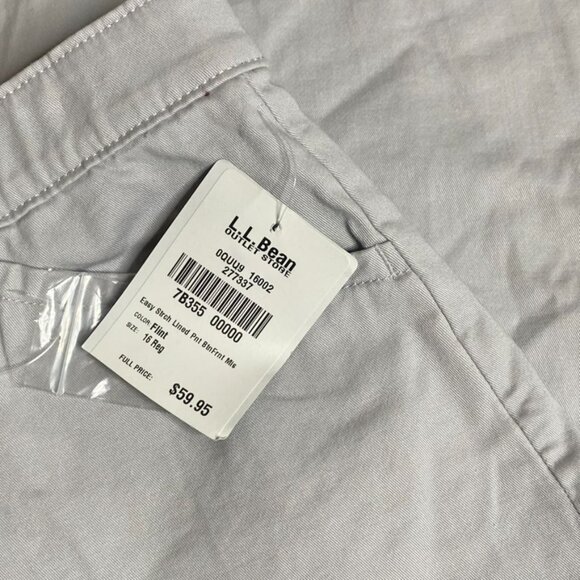 L.L.Bean
OUTLET STORE
0QUU9 16002
277337
7B355 00000
Easy Strch Lined Pnt BtnFrnt Mis
COLOR: Flint
SIZE: 16 Reg
FULL PRICE:
$59.95